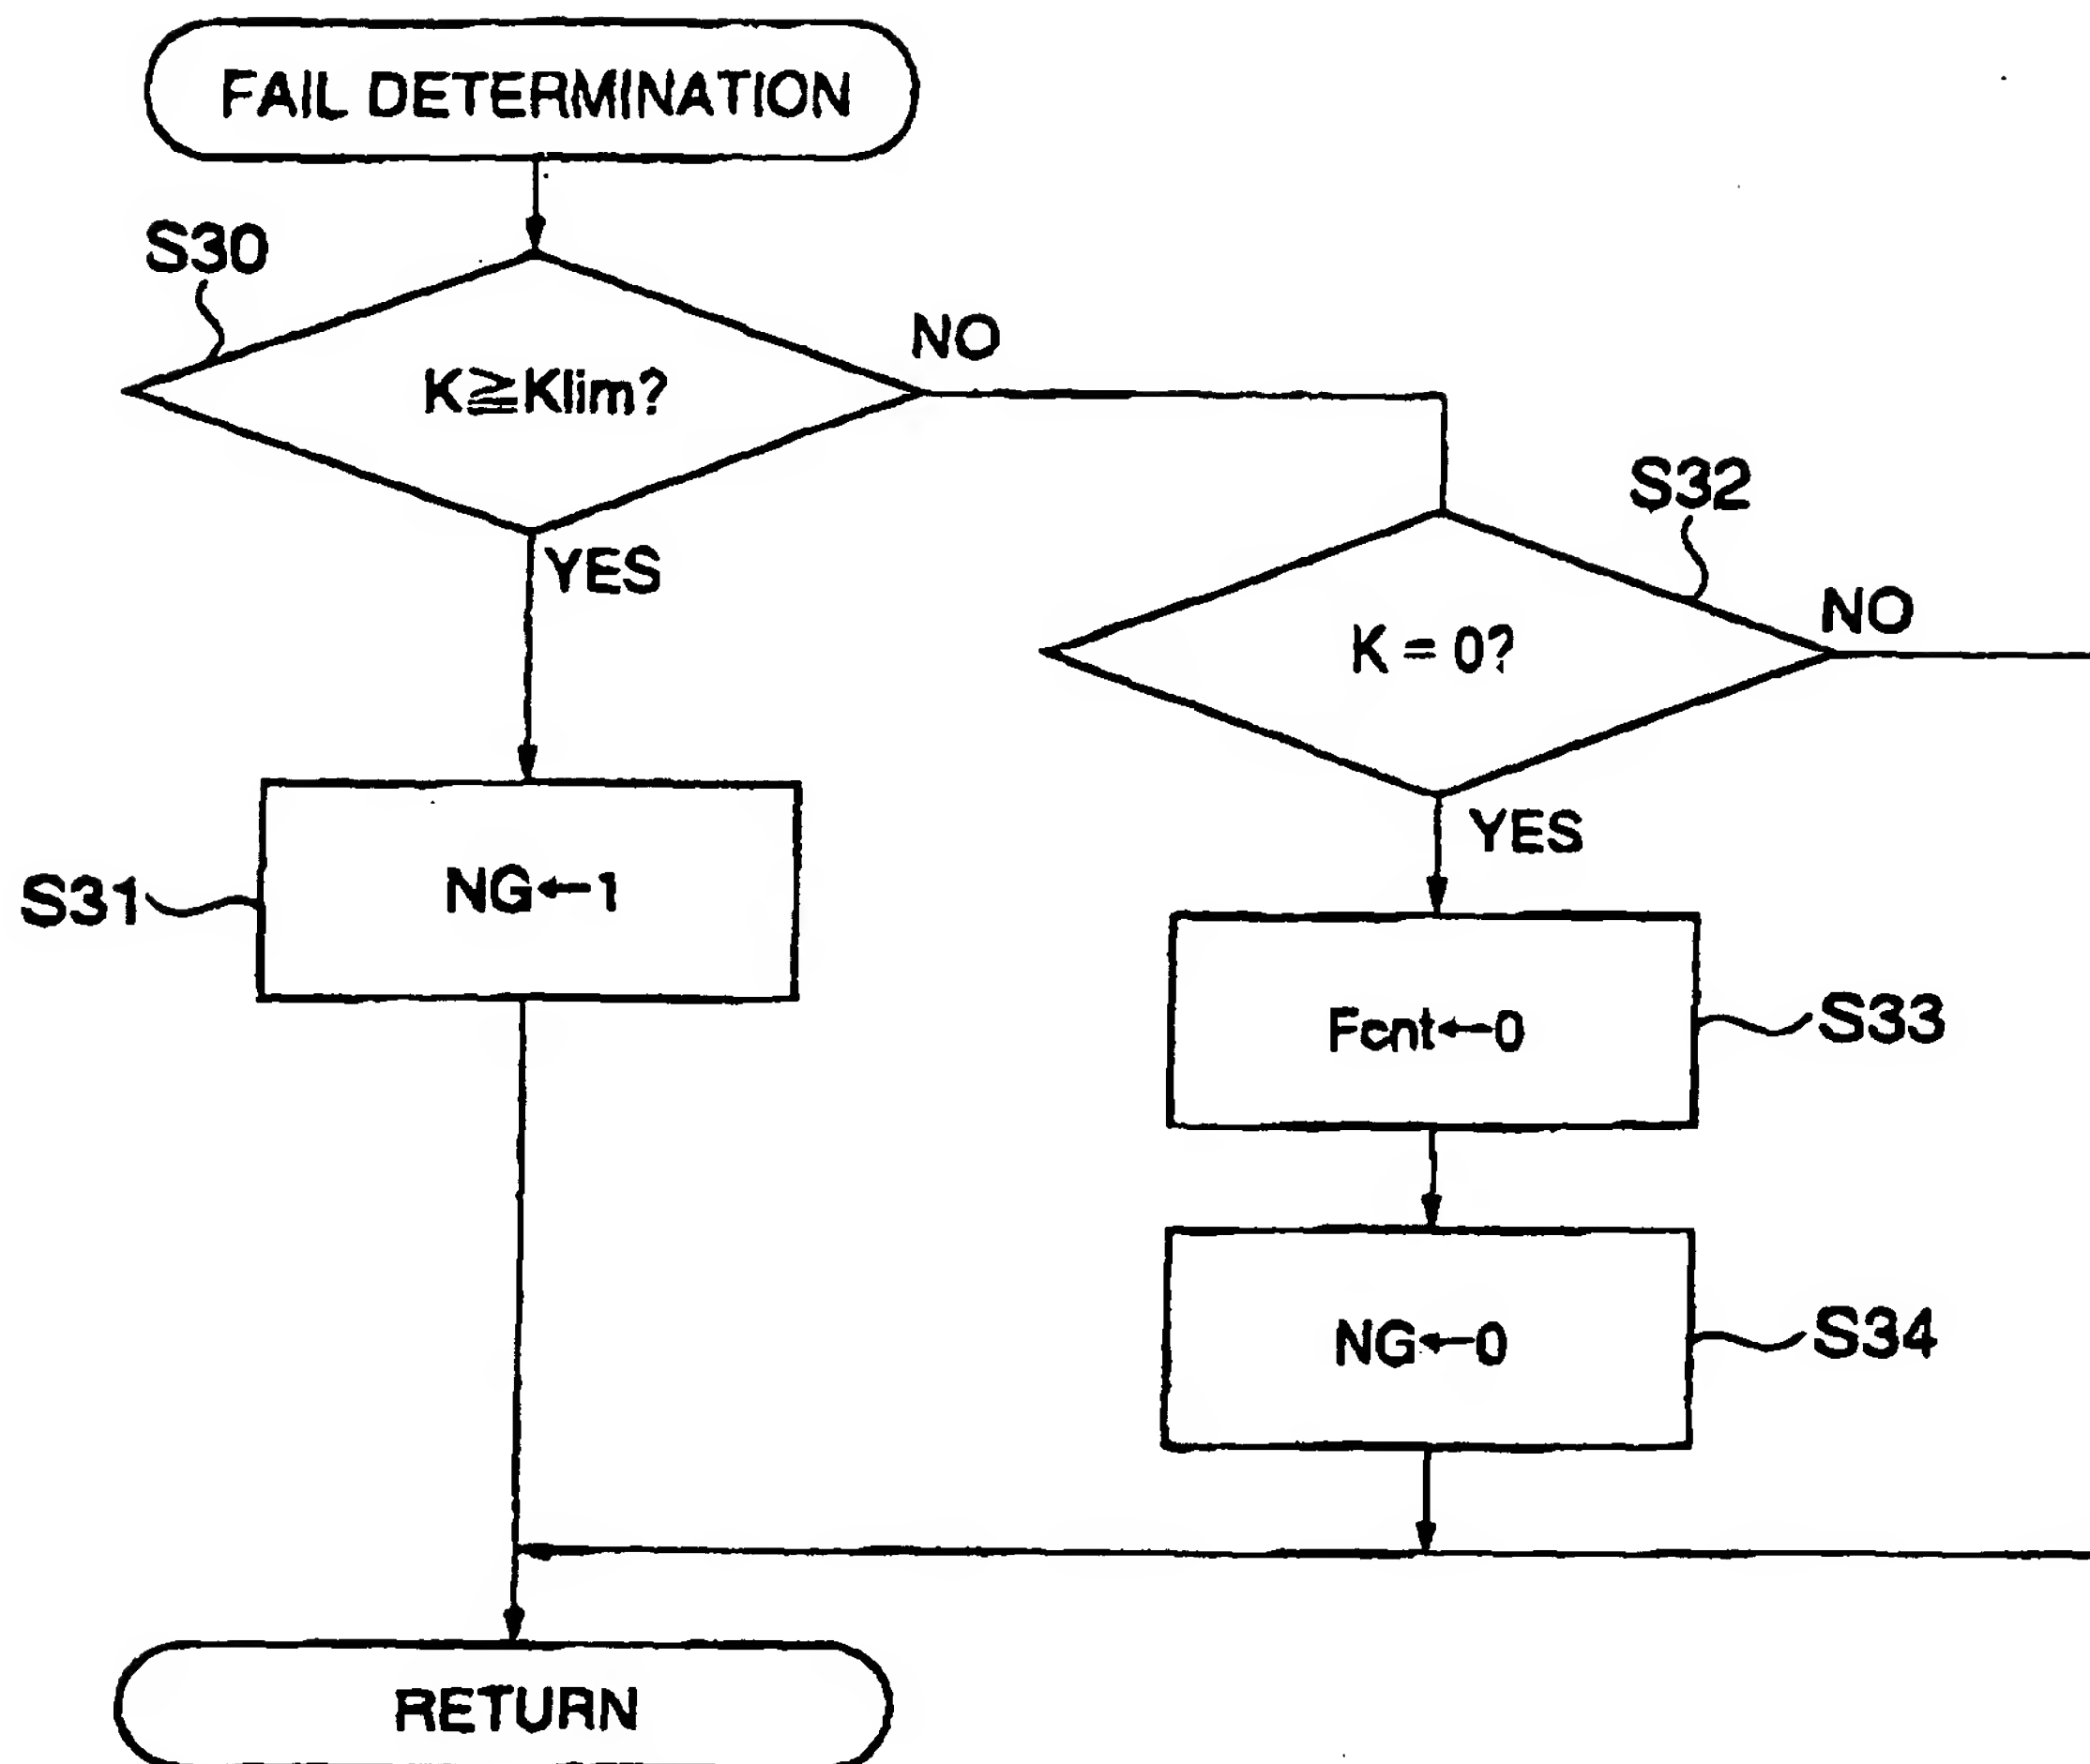 FAIL DETERMINATION
S30
K≧Klim?
NO
YES
S32
K = 0?
NO
YES
S31
NG←1
Fcnt←0
S33
NG←0
S34
RETURN